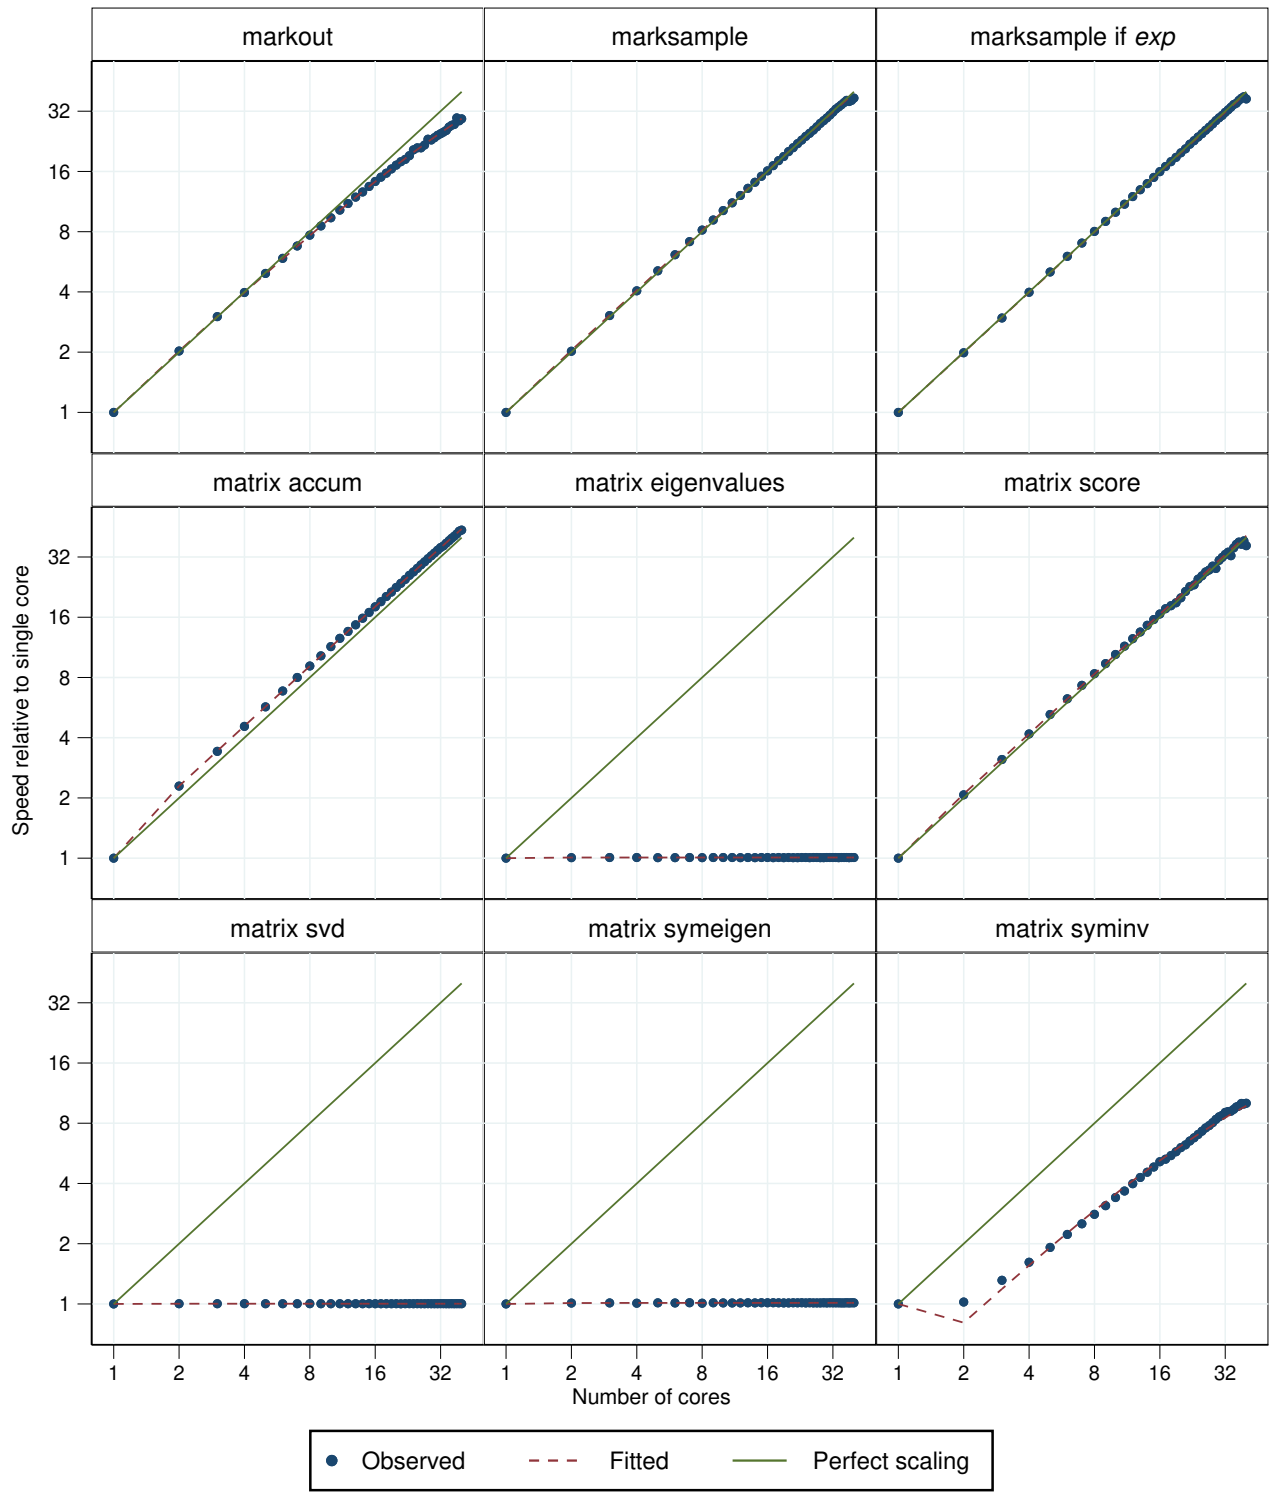 markout
marksample
marksample if exp
32
16
8
4
2
1
matrix accum
matrix eigenvalues
matrix score
Speed relative to single core
32
16
8
4
2
1
matrix svd
matrix symeigen
matrix syminv
32
16
8
4
2
1
1 2 4 8 16 32
1 2 4 8 16 32
1 2 4 8 16 32
Number of cores
Observed
Fitted
Perfect scaling